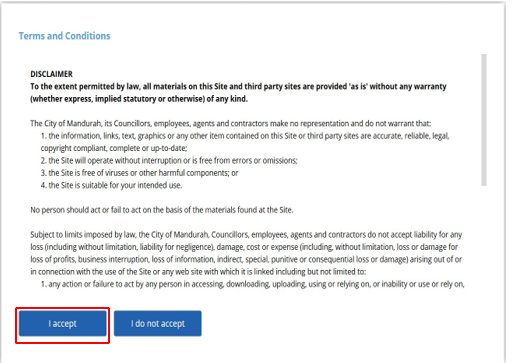 Terms and Conditions
DISCLAIMER
To the extent permitted by law, all materials on this Site and third party sites are provided 'as is' without any warranty
(whether express, implied statutory or otherwise) of any kind.
The City of Mandurah, its Councillors, employees, agents and contractors make no representation and do not warrant that:
1. the information, links, text, graphics or any other item contained on this Site or third party sites are accurate, reliable, legal,
copyright compliant, complete or up-to-date;
2. the Site will operate without interruption or is free from errors or omissions;
3. the Site is free of viruses or other harmful components; or
4. the Site is suitable for your intended use.
No person should act or fail to act on the basis of the materials found at the Site.
Subject to limits imposed by law, the City of Mandurah, Councillors, employees, agents and contractors do not accept liability for any
loss (including without limitation, liability for negligence), damage, cost or expense (including, without limitation, loss or damage for
loss of profits, business interruption, loss of information, indirect, special, punitive or consequential loss or damage) arising out of or
in connection with the use of the Site or any web site with which it is linked including but not limited to:
1. any action or failure to act by any person in accessing, downloading, uploading, using or relying on, or inability or use or rely on,
I accept
I do not accept